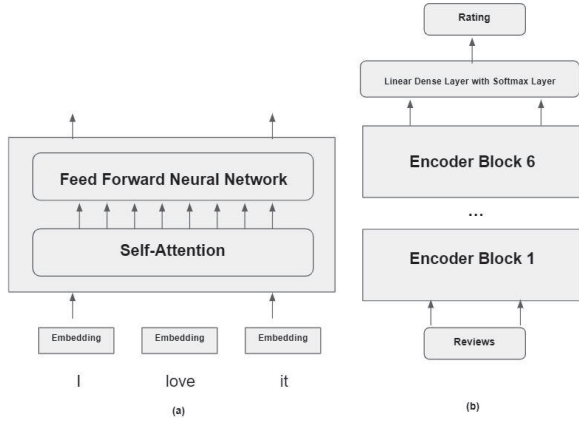 Feed Forward Neural Network
Self-Attention
Embedding
Embedding
Embedding
I
love
it
(a)
Rating
Linear Dense Layer with Softmax Layer
Encoder Block 6
...
Encoder Block 1
Reviews
(b)